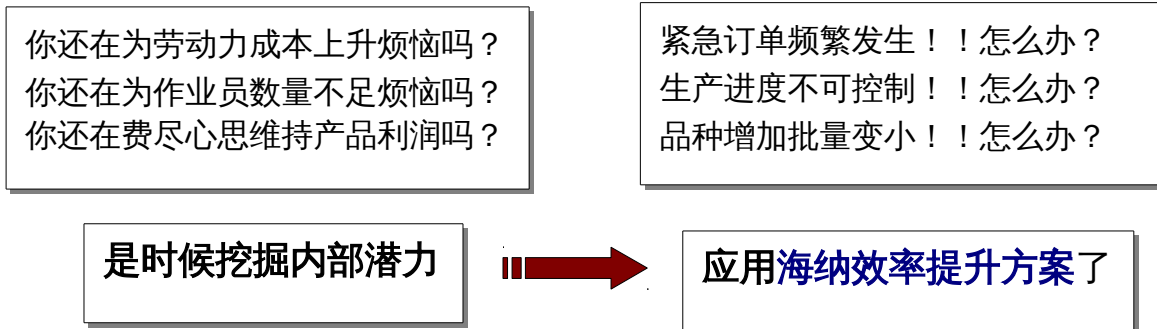 你还在为劳动力成本上升烦恼吗？
你还在为作业员数量不足烦恼吗？
你还在费尽心思维持产品利润吗？
紧急订单频繁发生！！怎么办？
生产进度不可控制！！怎么办？
品种增加批量变小！！怎么办？
是时候挖掘内部潜力
应用海纳效率提升方案了